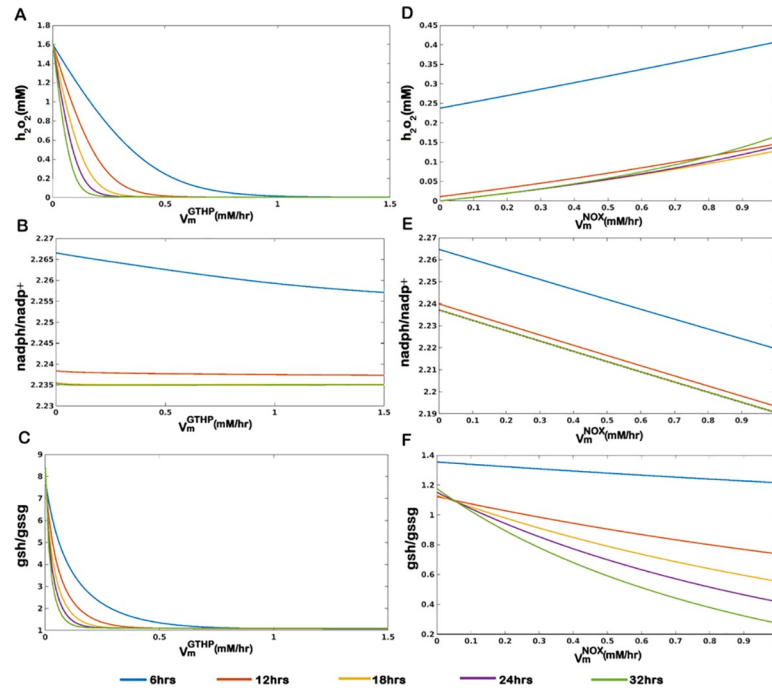 A
h₂o₂(mM)
1.8
1.6
1.4
1.2
1
0.8
0.6
0.4
0.2
0
0 0.5 1 1.5
V_m^GTHP(mM/hr)
B
nadph/nadp+
2.27
2.265
2.26
2.255
2.25
2.245
2.24
2.235
2.23
0 0.5 1 1.5
V_m^GTHP(mM/hr)
C
gsh/gssg
9
8
7
6
5
4
3
2
1
0 0.5 1 1.5
V_m^GTHP(mM/hr)
D
h₂o₂(mM)
0.45
0.4
0.35
0.3
0.25
0.2
0.15
0.1
0.05
0
0 0.1 0.2 0.3 0.4 0.5 0.6 0.7 0.8 0.9
V_m^NOX(mM/hr)
E
nadph/nadp+
2.27
2.26
2.25
2.24
2.23
2.22
2.21
2.2
2.19
0 0.1 0.2 0.3 0.4 0.5 0.6 0.7 0.8 0.9
V_m^NOX(mM/hr)
F
gsh/gssg
1.4
1.2
1
0.8
0.6
0.4
0.2
0 0.1 0.2 0.3 0.4 0.5 0.6 0.7 0.8 0.9
V_m^NOX(mM/hr)
6hrs 12hrs 18hrs 24hrs 32hrs